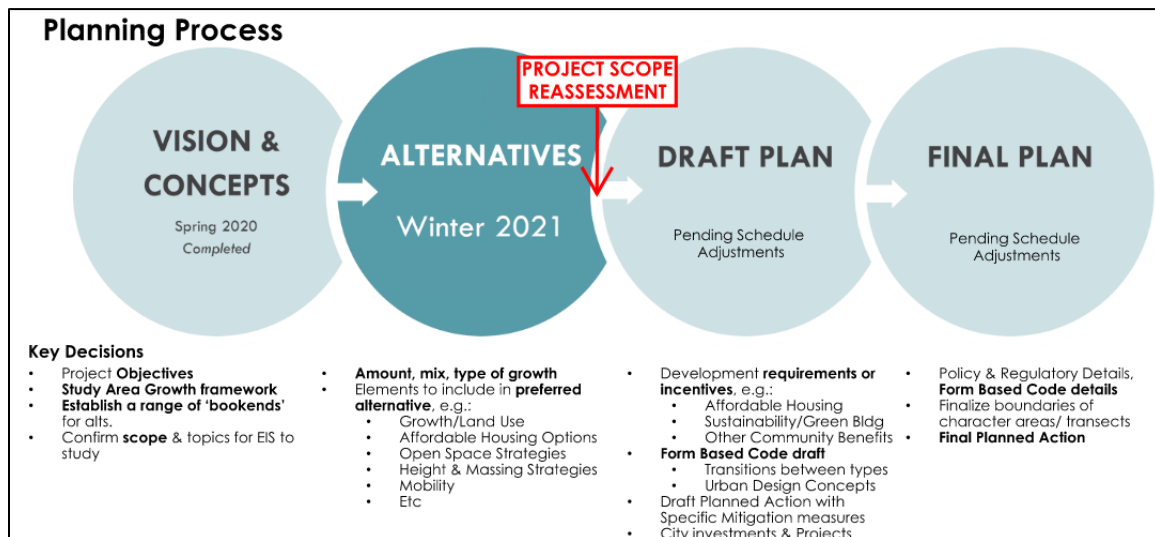 Planning Process
PROJECT SCOPE
REASSESSMENT
VISION &
CONCEPTS
Spring 2020
Completed
ALTERNATIVES
Winter 2021
DRAFT PLAN
Pending Schedule
Adjustments
FINAL PLAN
Pending Schedule
Adjustments
Key Decisions
• Project Objectives
• Study Area Growth framework
• Establish a range of ‘bookends’
for alts.
• Confirm scope & topics for EIS to
study
• Amount, mix, type of growth
• Elements to include in preferred
alternative, e.g.:
• Growth/Land Use
• Affordable Housing Options
• Open Space Strategies
• Height & Massing Strategies
• Mobility
• Etc
• Development requirements or
incentives, e.g.:
• Affordable Housing
• Sustainability/Green Bldg
• Other Community Benefits
• Form Based Code draft
• Transitions between types
• Urban Design Concepts
• Draft Planned Action with
Specific Mitigation measures
• City investments & Projects
• Policy & Regulatory Details,
Form Based Code details
• Finalize boundaries of
character areas/ transects
• Final Planned Action